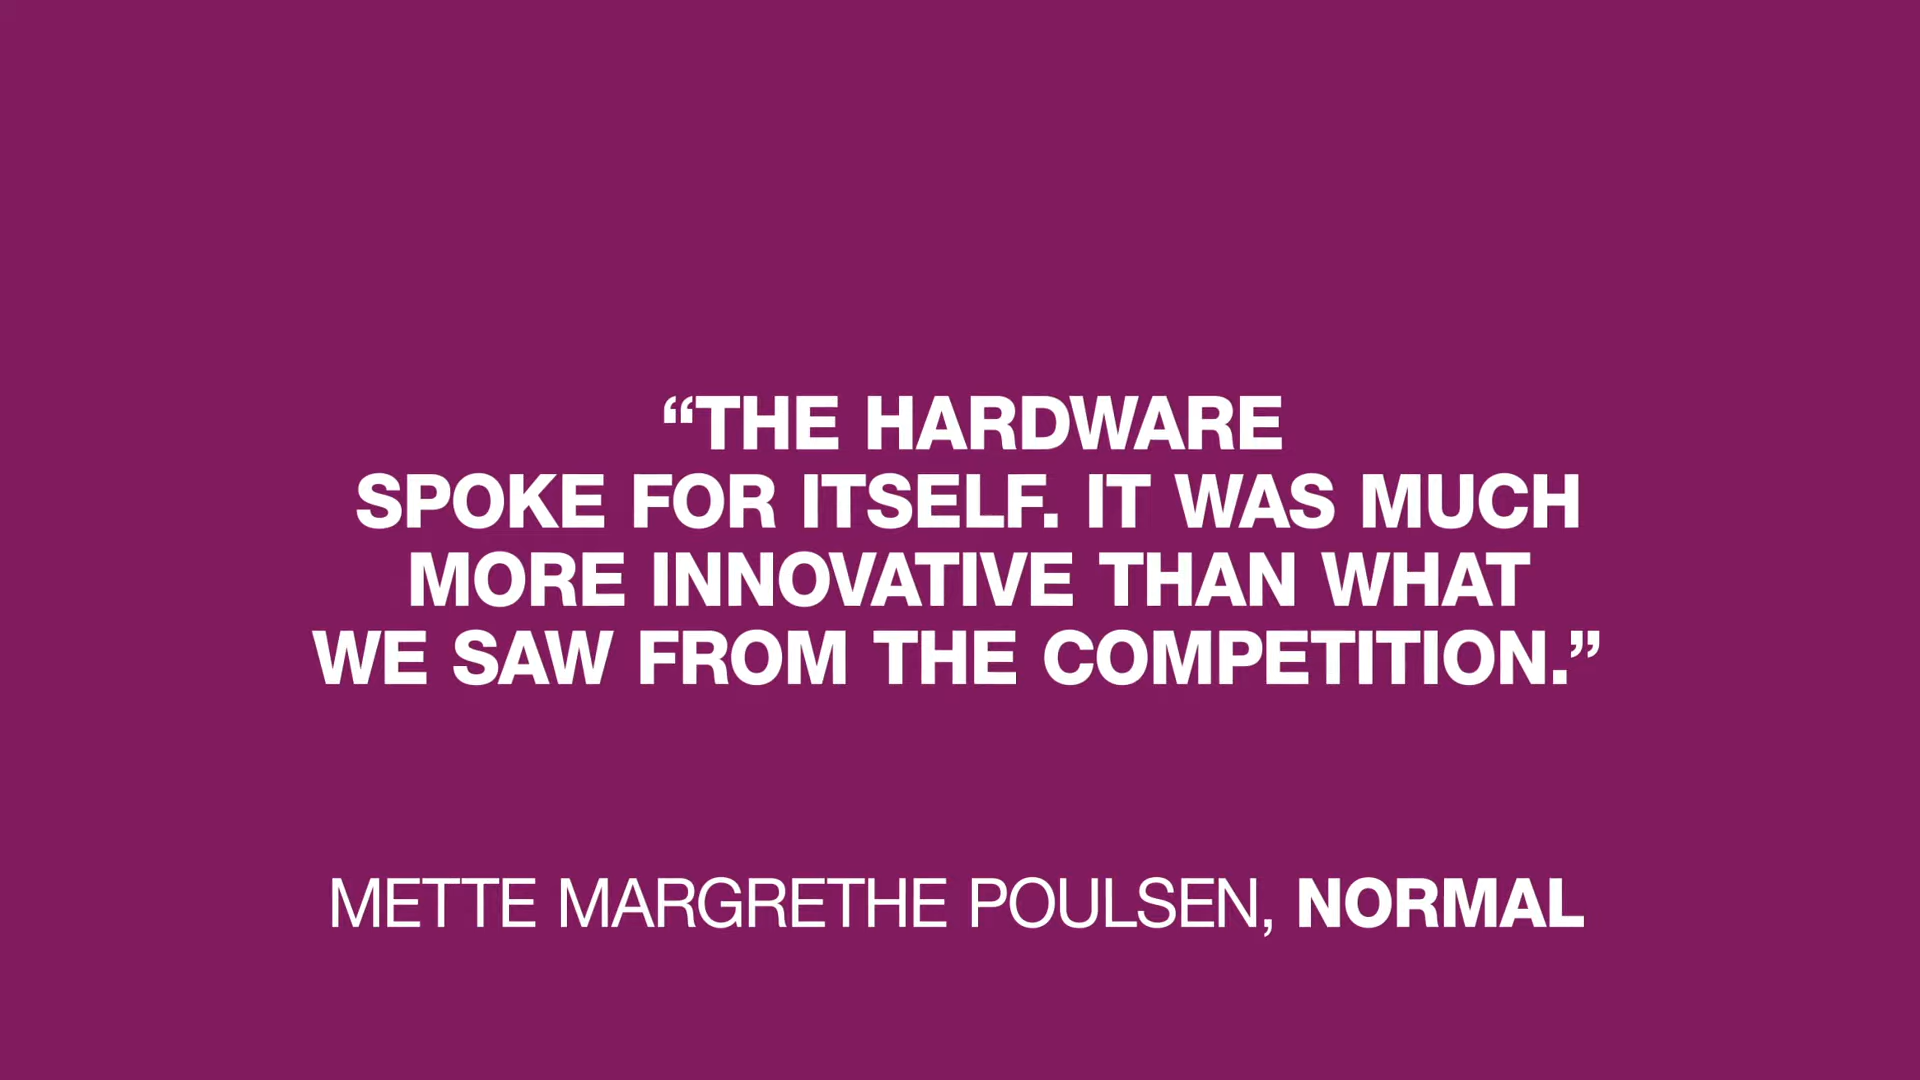 “THE HARDWARE
SPOKE FOR ITSELF. IT WAS MUCH
MORE INNOVATIVE THAN WHAT
WE SAW FROM THE COMPETITION.”
METTE MARGRETHE POULSEN, NORMAL